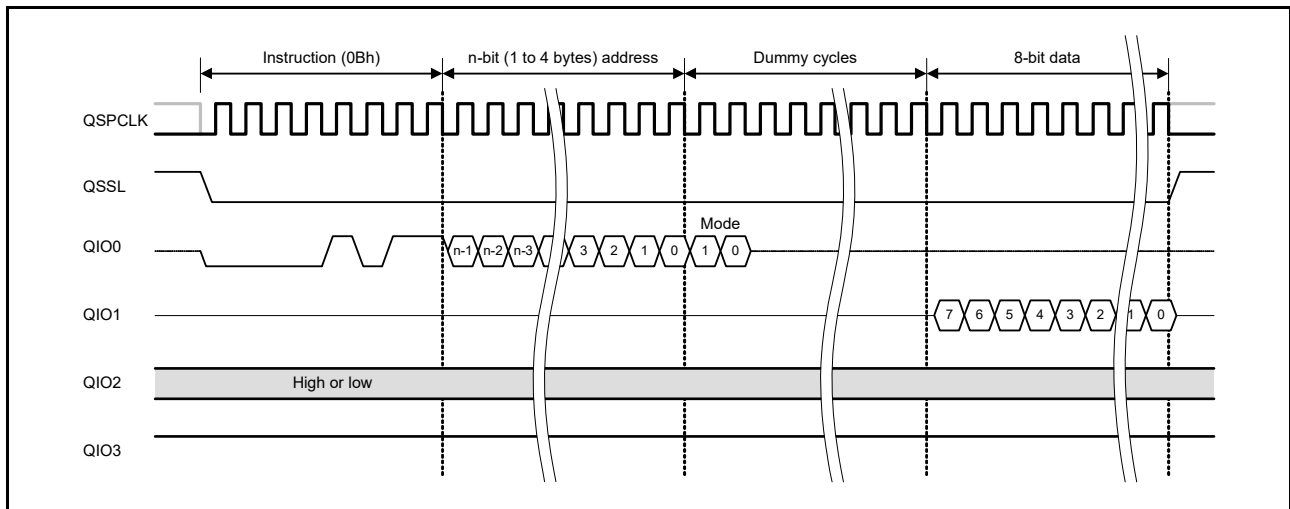 Instruction (0Bh) n-bit (1 to 4 bytes) address Dummy cycles 8-bit data
QSPCLK
QSSL
Mode
QIO0 n-1 n-2 n-3 3 2 1 0 1 0
QIO1 7 6 5 4 3 2 1 0
QIO2 High or low
QIO3